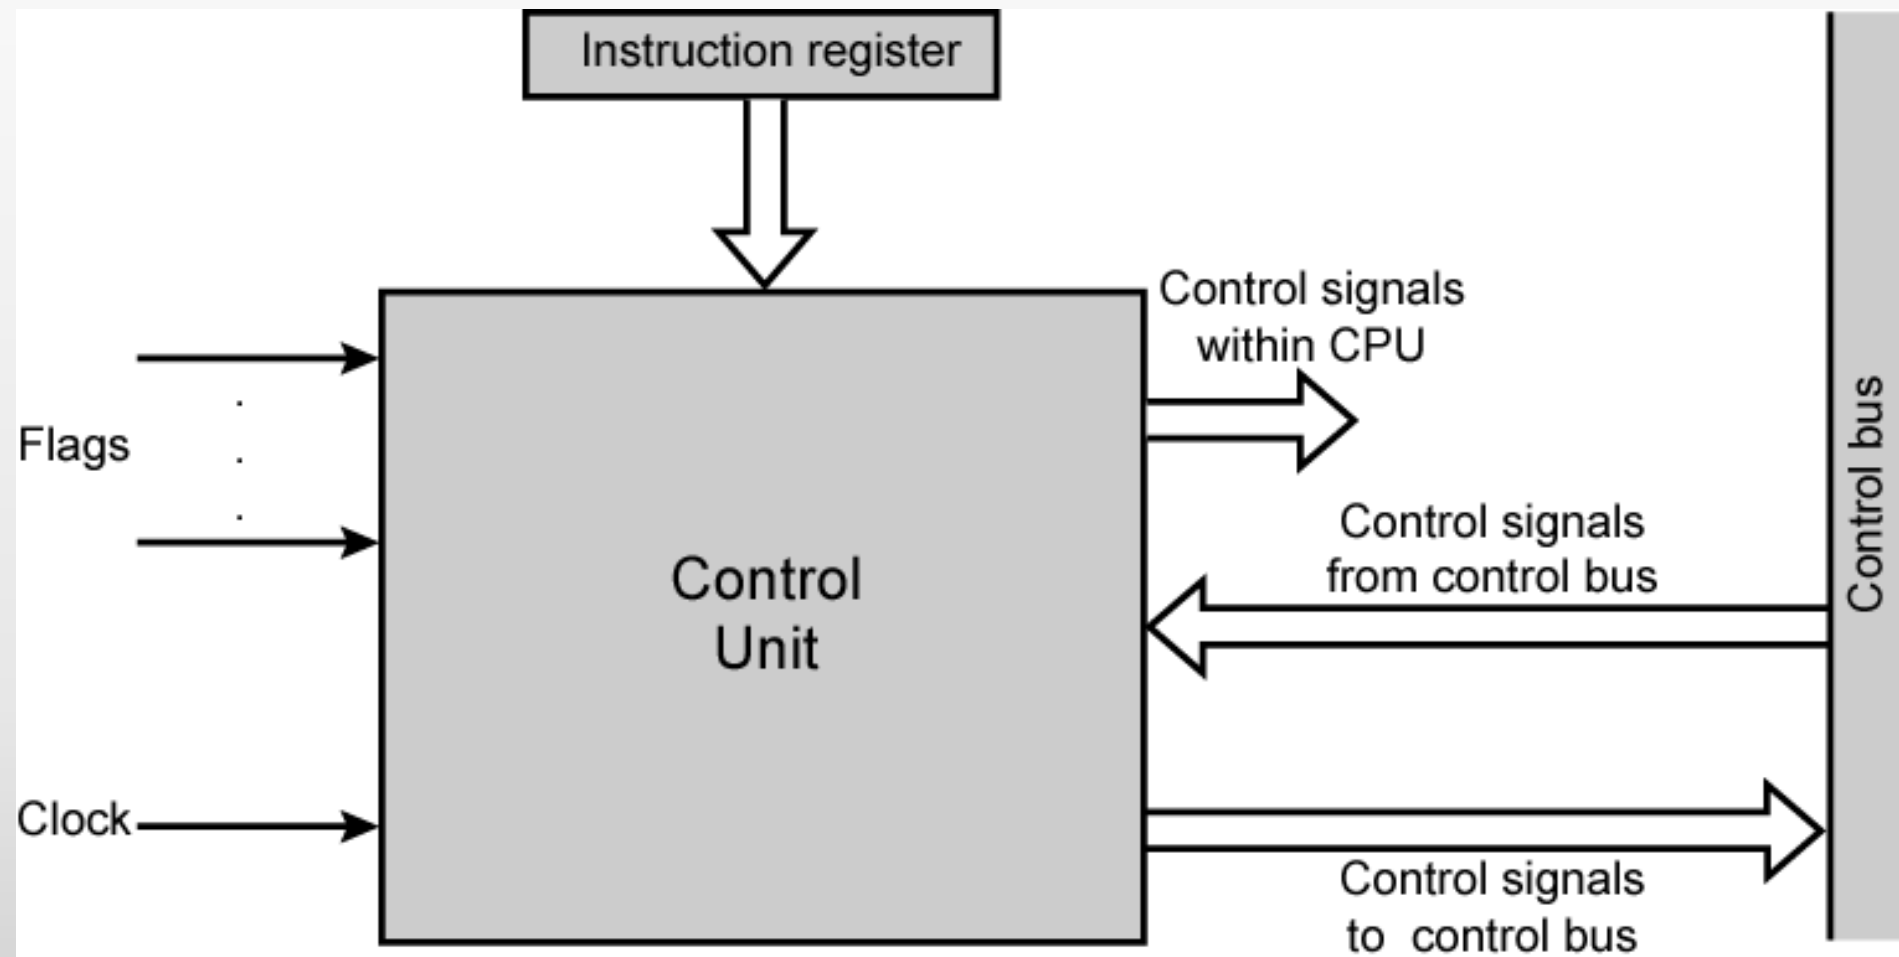 Instruction register
Control signals
within CPU
Flags
Control signals
from control bus
Control bus
Control
Unit
Clock
Control signals
to control bus